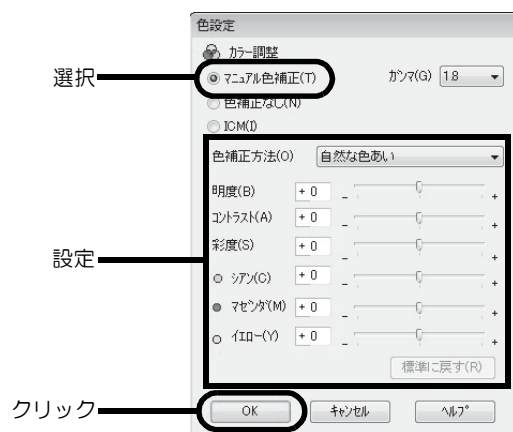 色設定
カラー調整
選択
マニュアル色補正(T) ガンマ(G) 1.8
色補正なし(N)
ICM(I)
色補正方法(O) 自然な色あい
明度(B) + 0 - +
コントラスト(A) + 0 - +
彩度(S) + 0 - +
設定
シアン(C) + 0 - +
マゼンタ(M) + 0 - +
イエロー(Y) + 0 - +
標準に戻す(R)
クリック
OK キャンセル ヘルプ